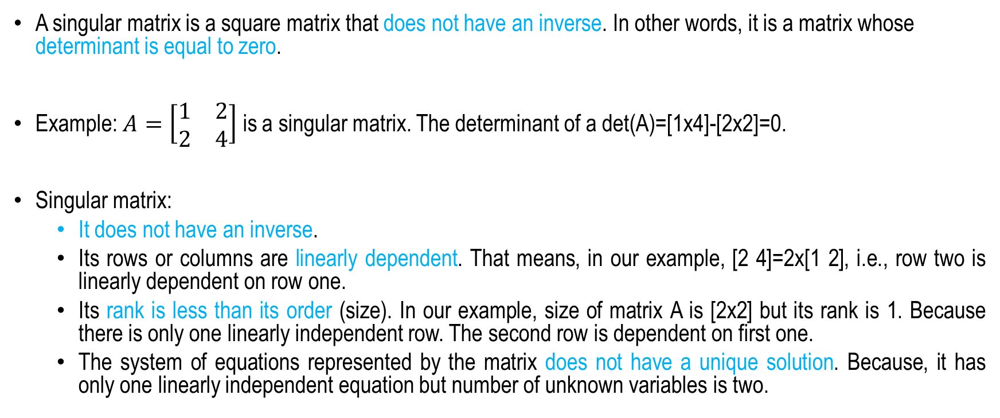 • A singular matrix is a square matrix that does not have an inverse. In other words, it is a matrix whose
determinant is equal to zero.
• Example: A = [1 2
2 4] is a singular matrix. The determinant of a det(A)=[1x4]-[2x2]=0.
• Singular matrix:
• It does not have an inverse.
• Its rows or columns are linearly dependent. That means, in our example, [2 4]=2x[1 2], i.e., row two is
linearly dependent on row one.
• Its rank is less than its order (size). In our example, size of matrix A is [2x2] but its rank is 1. Because
there is only one linearly independent row. The second row is dependent on first one.
• The system of equations represented by the matrix does not have a unique solution. Because, it has
only one linearly independent equation but number of unknown variables is two.